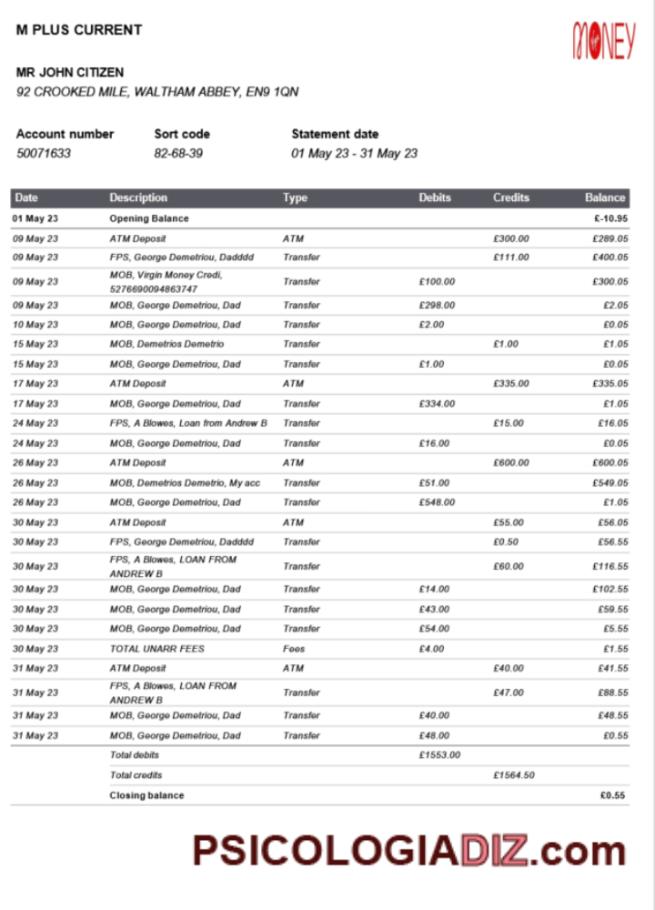 M PLUS CURRENT
MONEY
MR JOHN CITIZEN
92 CROOKED MILE, WALTHAM ABBEY, EN9 1QN
Account number Sort code Statement date
50071633 82-68-39 01 May 23 - 31 May 23
Date Description Type Debits Credits Balance
01 May 23 Opening Balance £-10.95
09 May 23 ATM Deposit ATM £300.00 £289.05
09 May 23 FPS, George Demetriou, Dadddd Transfer £111.00 £400.05
09 May 23 MOB, Virgin Money Credi, Transfer £100.00 £300.05
5276690094863747
09 May 23 MOB, George Demetriou, Dad Transfer £298.00 £2.05
10 May 23 MOB, George Demetriou, Dad Transfer £2.00 £0.05
15 May 23 MOB, Demetrios Demetrio Transfer £1.00 £1.05
15 May 23 MOB, George Demetriou, Dad Transfer £1.00 £0.05
17 May 23 ATM Deposit ATM £335.00 £335.05
17 May 23 MOB, George Demetriou, Dad Transfer £334.00 £1.05
24 May 23 FPS, A Blowes, Loan from Andrew B Transfer £15.00 £16.05
24 May 23 MOB, George Demetriou, Dad Transfer £16.00 £0.05
26 May 23 ATM Deposit ATM £600.00 £600.05
26 May 23 MOB, Demetrios Demetrio, My acc Transfer £51.00 £549.05
26 May 23 MOB, George Demetriou, Dad Transfer £548.00 £1.05
30 May 23 ATM Deposit ATM £55.00 £56.05
30 May 23 FPS, George Demetriou, Dadddd Transfer £0.50 £56.55
30 May 23 FPS, A Blowes, LOAN FROM Transfer £60.00 £116.55
ANDREW B
30 May 23 MOB, George Demetriou, Dad Transfer £14.00 £102.55
30 May 23 MOB, George Demetriou, Dad Transfer £43.00 £59.55
30 May 23 MOB, George Demetriou, Dad Transfer £54.00 £5.55
30 May 23 TOTAL UNARR FEES Fees £4.00 £1.55
31 May 23 ATM Deposit ATM £40.00 £41.55
31 May 23 FPS, A Blowes, LOAN FROM Transfer £47.00 £88.55
ANDREW B
31 May 23 MOB, George Demetriou, Dad Transfer £40.00 £48.55
31 May 23 MOB, George Demetriou, Dad Transfer £48.00 £0.55
Total debits £1553.00
Total credits £1564.50
Closing balance £0.55
PSICOLOGIADIZ.com